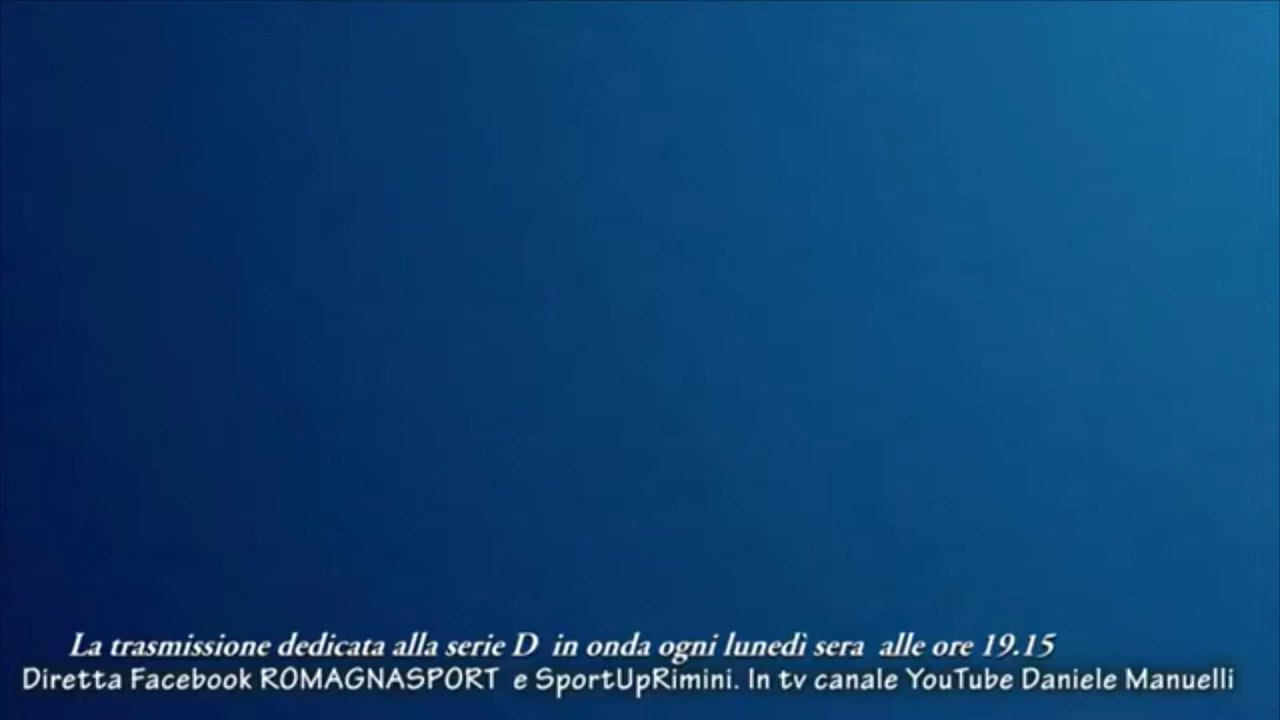 La trasmissione dedicata alla serie D in onda ogni lunedì sera alle ore 19.15
Diretta Facebook ROMAGNASPORT e SportUpRimini. In tv canale YouTube Daniele Manuelli